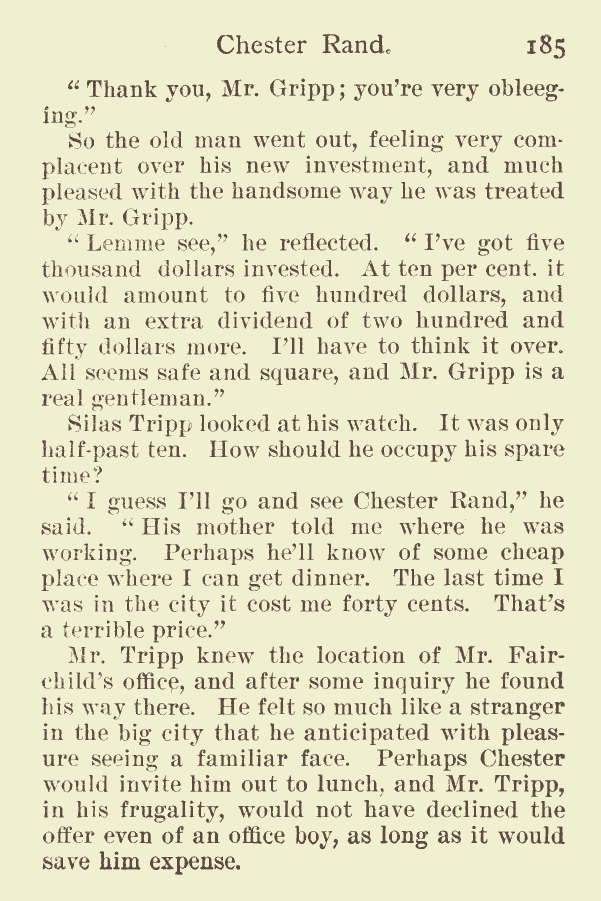 Chester Rand. 185
“ Thank you, Mr. Gripp; you’re very obleeg-
ing.”
So the old man went out, feeling very com-
placent over his new investment, and much
pleased with the handsome way he was treated
by Mr. Gripp.
“ Lemme see,” he reflected. “ I’ve got five
thousand dollars invested. At ten per cent. it
would amount to five hundred dollars, and
with an extra dividend of two hundred and
fifty dollars more. I’ll have to think it over.
All seems safe and square, and Mr. Gripp is a
real gentleman.”
Silas Tripp looked at his watch. It was only
half-past ten. How should he occupy his spare
time?
“ I guess I’ll go and see Chester Rand,” he
said. “ His mother told me where he was
working. Perhaps he’ll know of some cheap
place where I can get dinner. The last time I
was in the city it cost me forty cents. That’s
a terrible price.”
Mr. Tripp knew the location of Mr. Fair-
child’s office, and after some inquiry he found
his way there. He felt so much like a stranger
in the big city that he anticipated with pleas-
ure seeing a familiar face. Perhaps Chester
would invite him out to lunch, and Mr. Tripp,
in his frugality, would not have declined the
offer even of an office boy, as long as it would
save him expense.